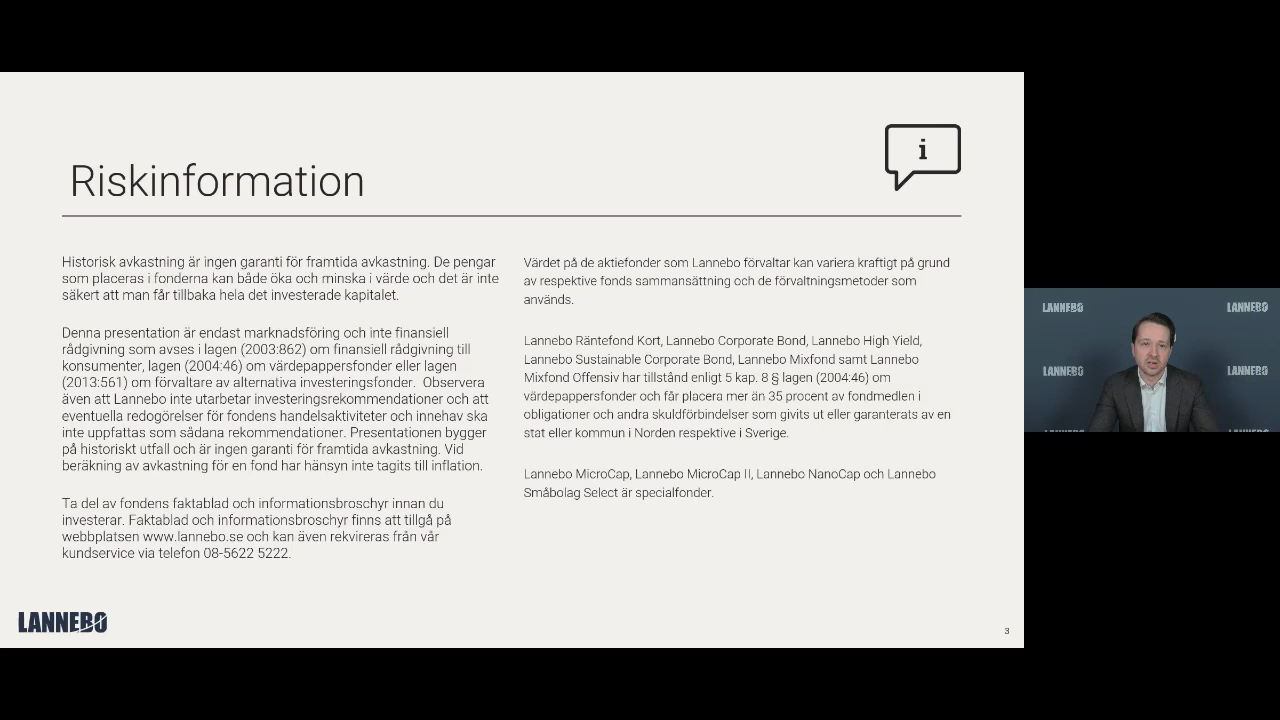 Riskinformation
i
Historisk avkastning är ingen garanti för framtida avkastning. De pengar
som placeras i fonderna kan både öka och minska i värde och det är inte
säkert att man får tillbaka hela det investerade kapitalet.
Denna presentation är endast marknadsföring och inte finansiell
rådgivning som avses i lagen (2003:862) om finansiell rådgivning till
konsumenter, lagen (2004:46) om värdepappersfonder eller lagen
(2013:561) om förvaltare av alternativa investeringsfonder. Observera
även att Lannebo inte utarbetar investeringsrekommendationer och att
eventuella redogörelser för fondens handelsaktiviteter och innehav ska
inte uppfattas som sådana rekommendationer. Presentationen bygger
på historiskt utfall och är ingen garanti för framtida avkastning. Vid
beräkning av avkastning för en fond har hänsyn inte tagits till inflation.
Ta del av fondens faktablad och informationsbroschyr innan du
investerar. Faktablad och informationsbroschyr finns att tillgå på
webbplatsen www.lannebo.se och kan även rekvireras från vår
kundservice via telefon 08-5622 5222.
Värdet på de aktiefonder som Lannebo förvaltar kan variera kraftigt på grund
av respektive fonds sammansättning och de förvaltningsmetoder som
används.
Lannebo Räntefond Kort, Lannebo Corporate Bond, Lannebo High Yield,
Lannebo Sustainable Corporate Bond, Lannebo Mixfond samt Lannebo
Mixfond Offensiv har tillstånd enligt 5 kap. 8 § lagen (2004:46) om
värdepappersfonder och får placera mer än 35 procent av fondmedlen i
obligationer och andra skuldförbindelser som givits ut eller garanterats av en
stat eller kommun i Norden respektive i Sverige.
Lannebo MicroCap, Lannebo MicroCap II, Lannebo NanoCap och Lannebo
Småbolag Select är specialfonder.
LANNEBO
3
LANNEBO
LANNEBO
LANNEBO
LANNEBO